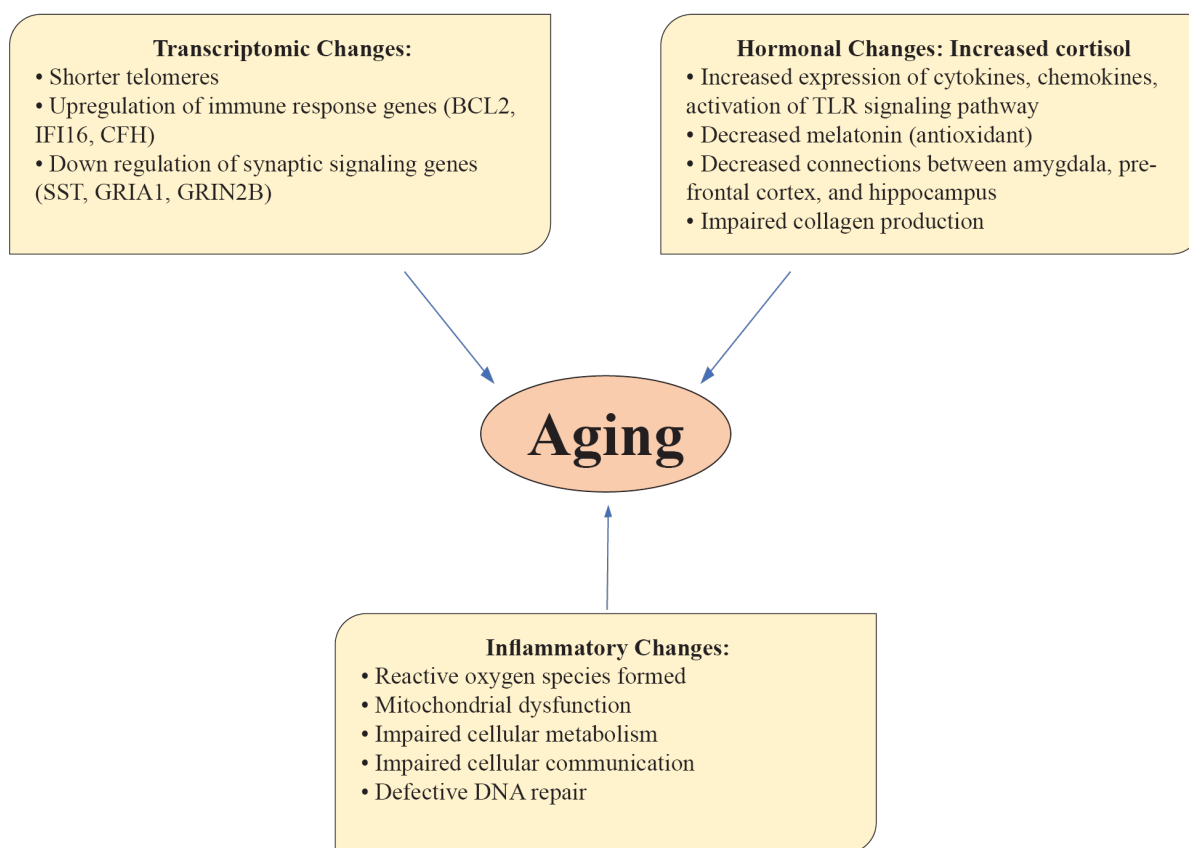 Transcriptomic Changes:
• Shorter telomeres
• Upregulation of immune response genes (BCL2,
IFI16, CFH)
• Down regulation of synaptic signaling genes
(SST, GRIA1, GRIN2B)
Hormonal Changes: Increased cortisol
• Increased expression of cytokines, chemokines,
activation of TLR signaling pathway
• Decreased melatonin (antioxidant)
• Decreased connections between amygdala, pre-
frontal cortex, and hippocampus
• Impaired collagen production
Aging
Inflammatory Changes:
• Reactive oxygen species formed
• Mitochondrial dysfunction
• Impaired cellular metabolism
• Impaired cellular communication
• Defective DNA repair